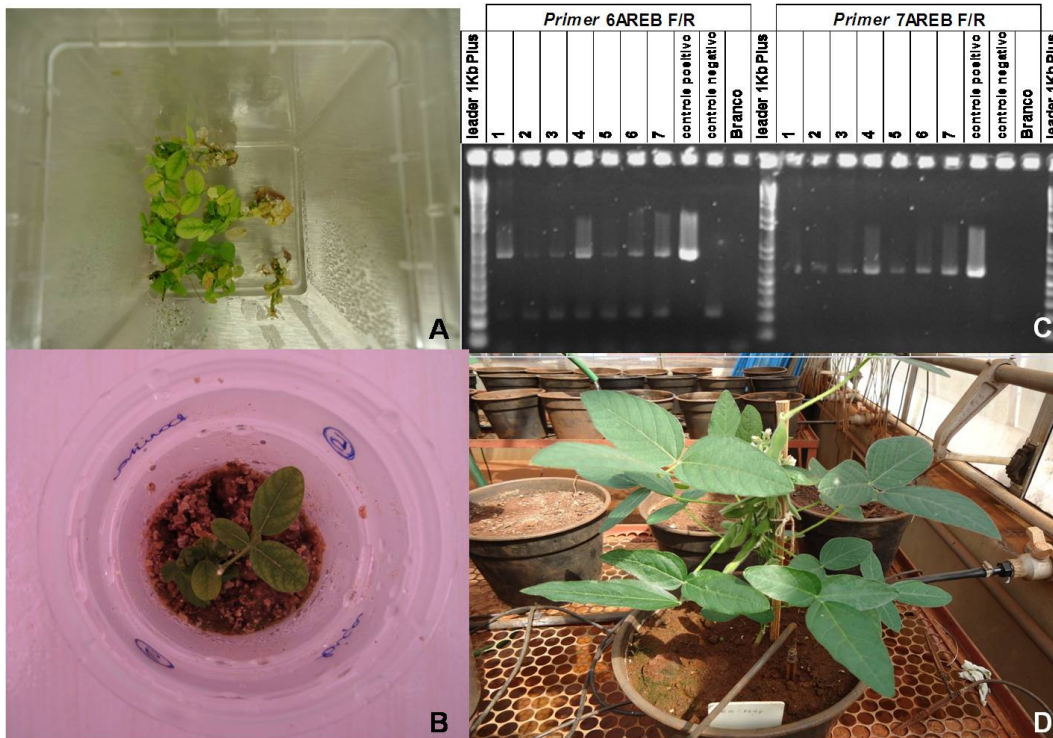 Primer 6AREB F/R
Primer 7AREB F/R
leader 1Kb Plus
1
2
3
4
5
6
7
controle positivo
controle negativo
Branco
leader 1Kb Plus
1
2
3
4
5
6
7
controle positivo
controle negativo
Branco
leader 1Kb Plus
A
C
B
D